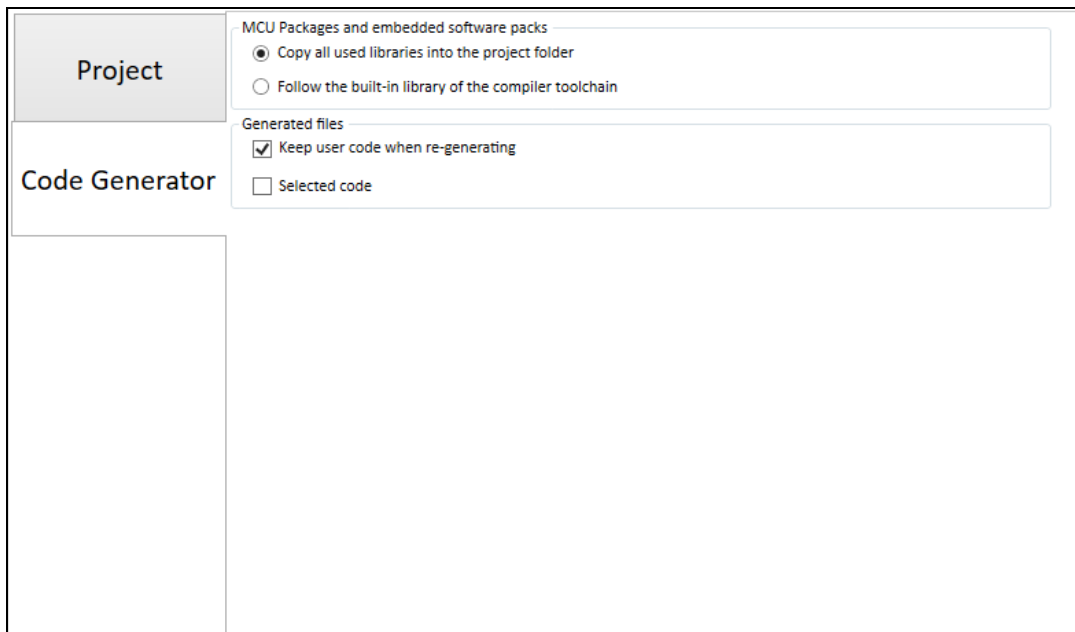 Project
Code Generator
MCU Packages and embedded software packs
Copy all used libraries into the project folder
Follow the built-in library of the compiler toolchain
Generated files
Keep user code when re-generating
Selected code